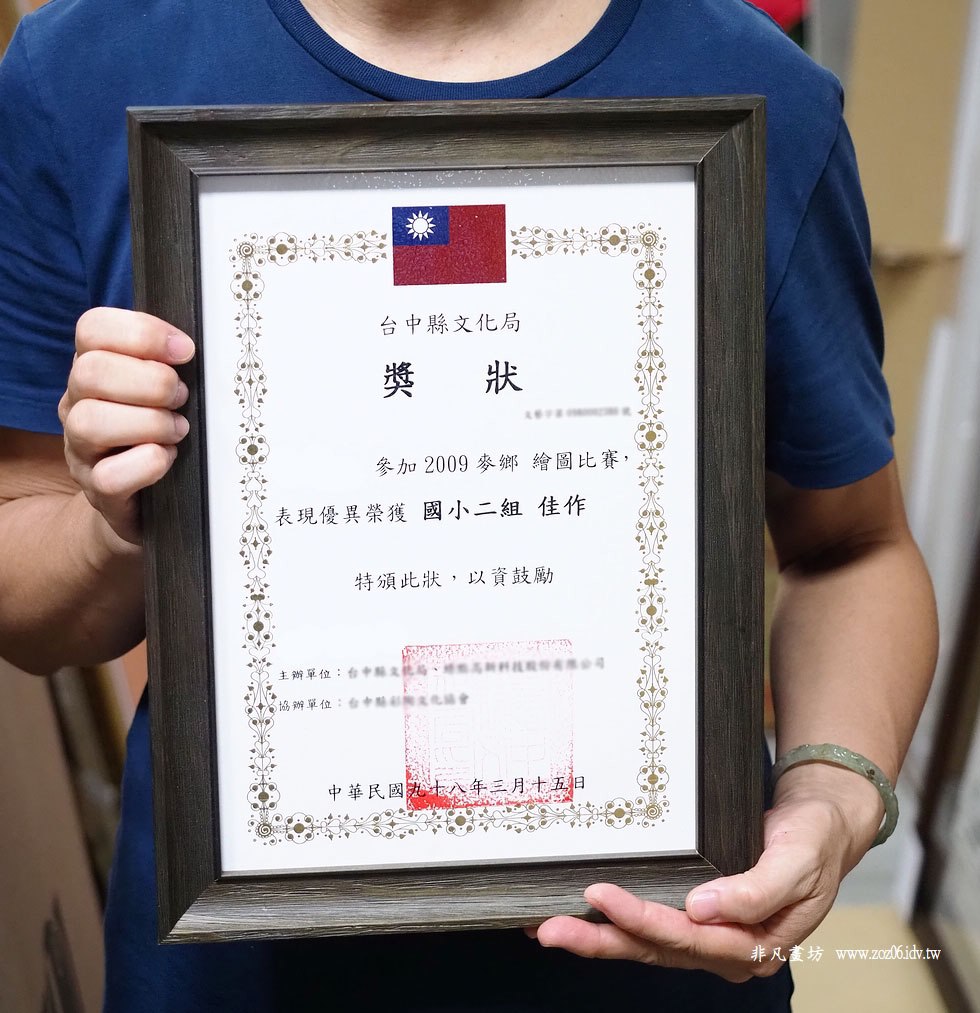 台中縣文化局
獎 狀
參加 2009 麥鄉 繪圖比賽，
表現優異榮獲 國小二組 佳作
特頒此狀，以資鼓勵
主辦單位：台中縣文化局、
協辦單位：台中縣
中華民國九十八年三月十五日
非凡畫坊 www.zoz06.idv.tw